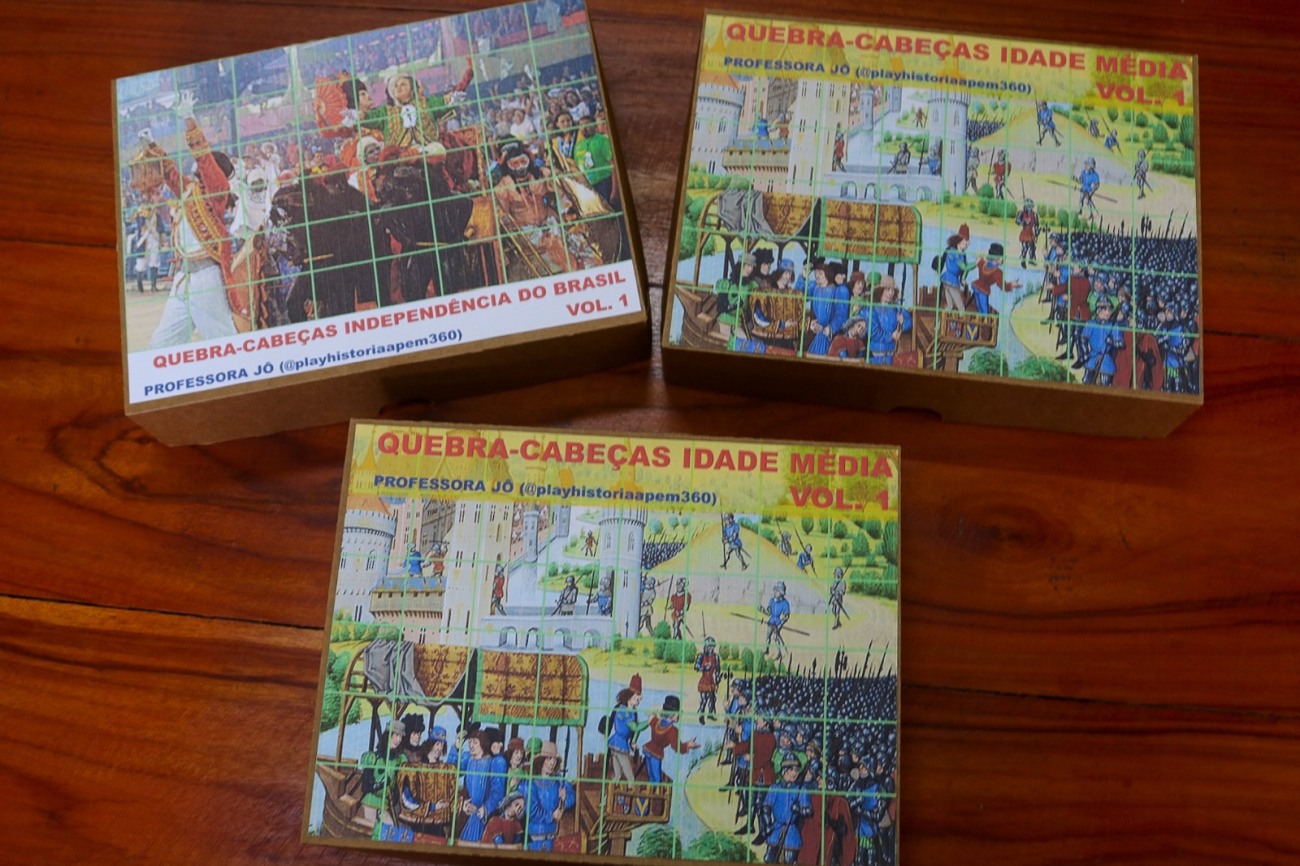 QUEBRA-CABEÇAS INDEPENDÊNCIA DO BRASIL
VOL. 1
PROFESSORA JÔ (@playhistoriaapem360)
QUEBRA-CABEÇAS IDADE MÉDIA
PROFESSORA JÔ (@playhistoriaapem360)
VOL. 1
QUEBRA-CABEÇAS IDADE MÉDIA
PROFESSORA JÔ (@playhistoriaapem360)
VOL. 1